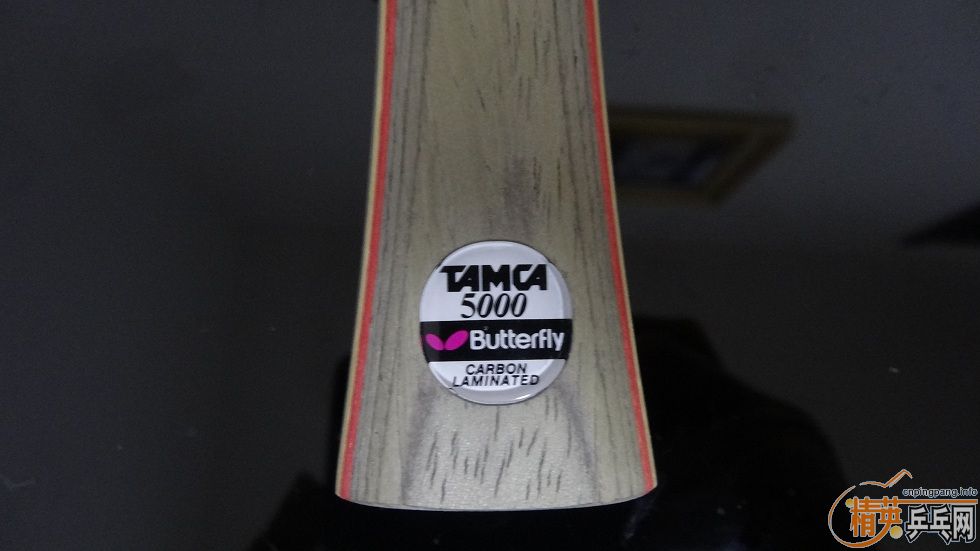 TAMCA
5000
Butterfly
CARBON
LAMINATED
cnpingpang.info
精英乒乓网